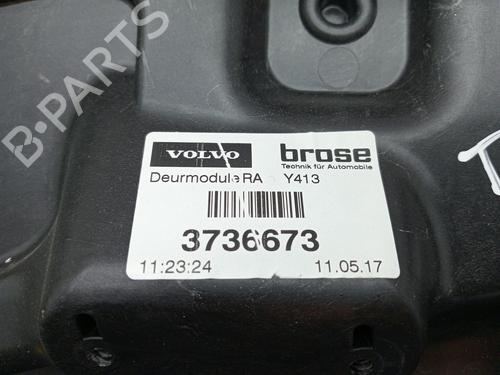 B-PARTS
VOLVO brose
Technik für Automobile
Deurmodule RA Y413
3736673
11:23:24 11.05.17